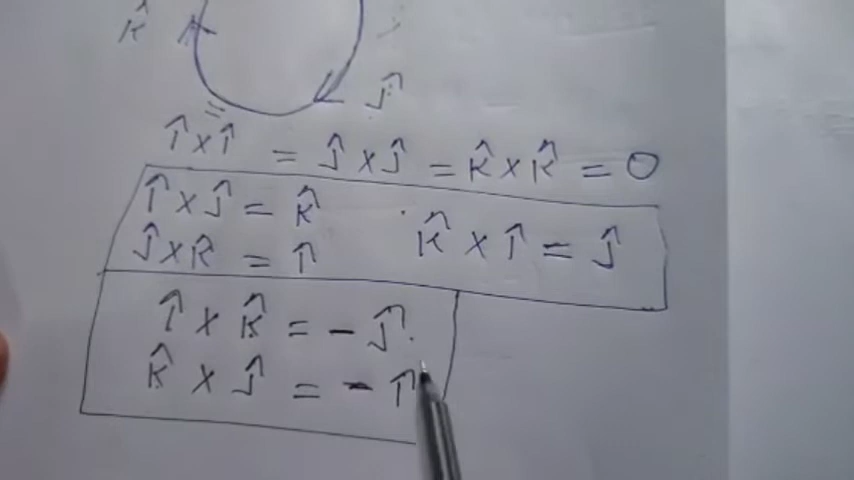 K̂
Ĵ
î × î = ĵ × ĵ = k̂ × k̂ = 0
î × ĵ = k̂
ĵ × k̂ = î
k̂ × î = ĵ
î × k̂ = - ĵ
k̂ × ĵ = - î